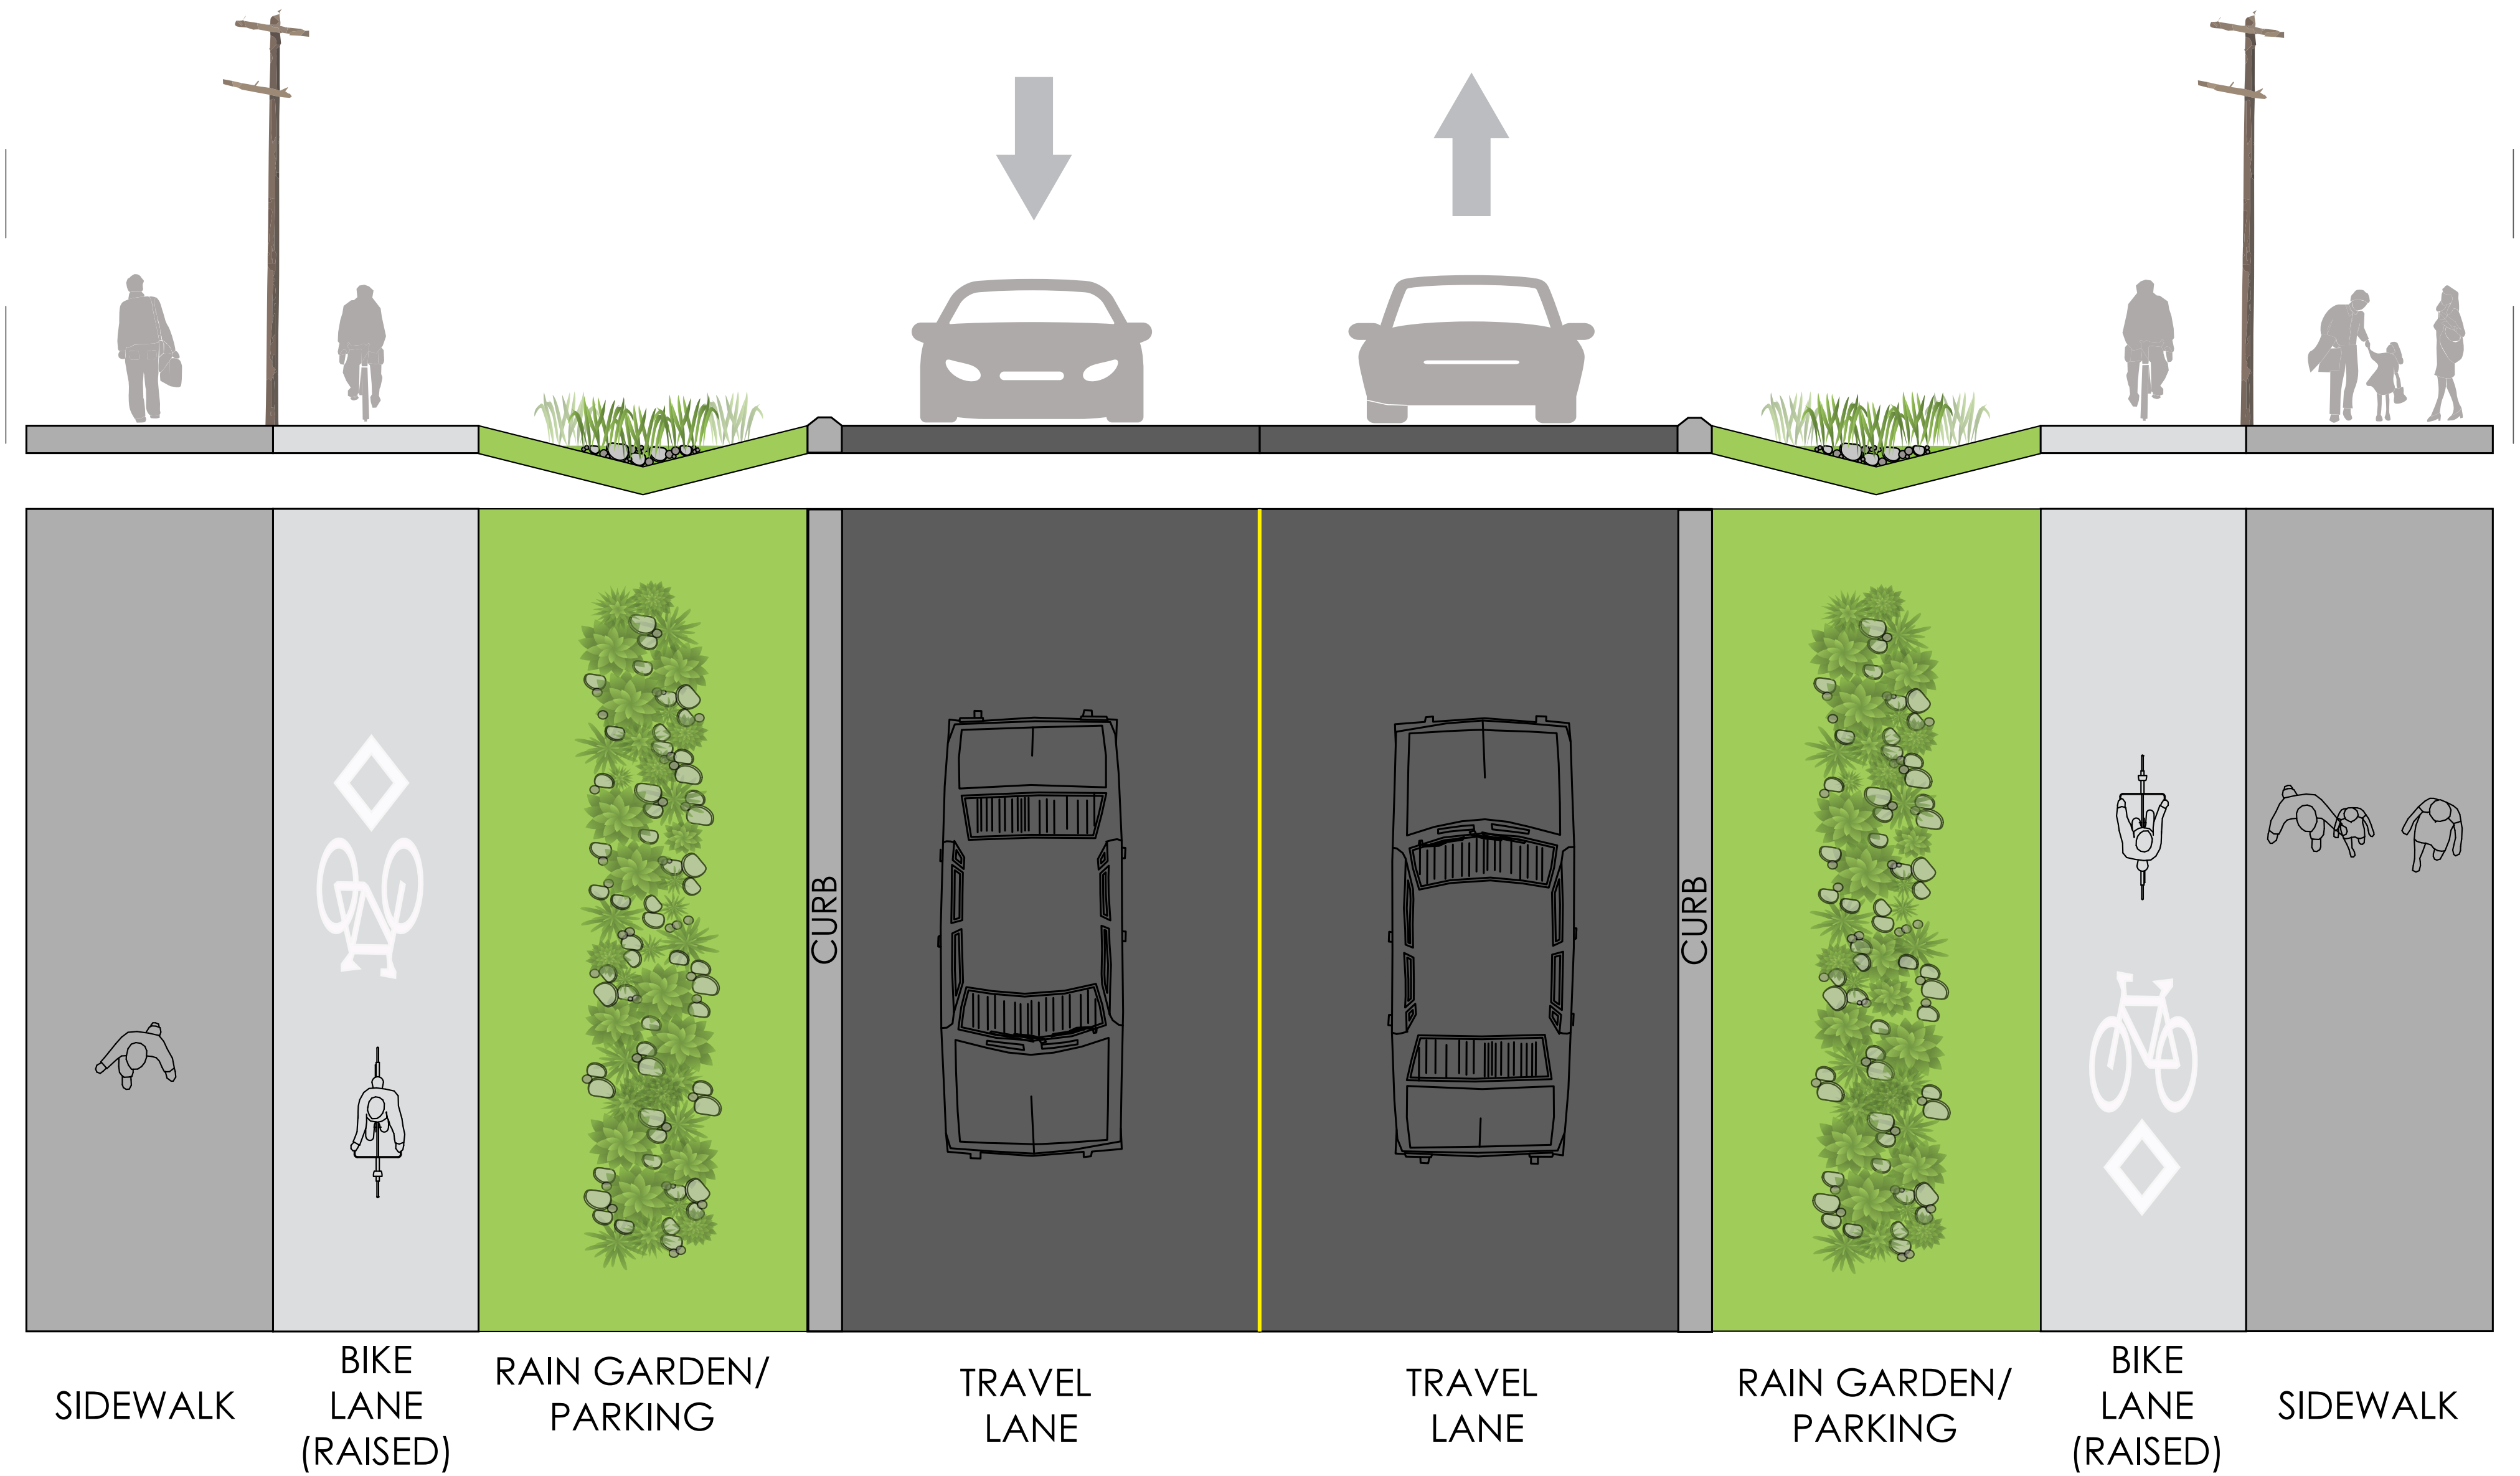 CURB
CURB
SIDEWALK
BIKE
LANE
(RAISED)
RAIN GARDEN/
PARKING
TRAVEL
LANE
TRAVEL
LANE
RAIN GARDEN/
PARKING
BIKE
LANE
(RAISED)
SIDEWALK